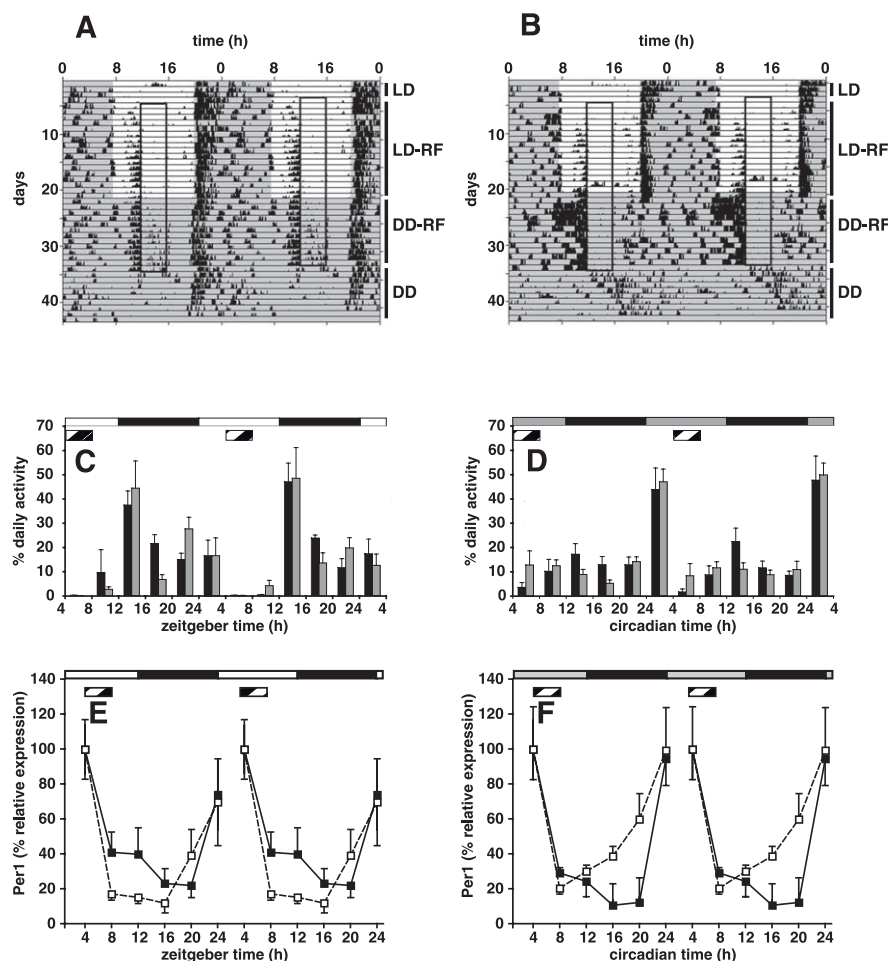 A
time (h)
0 8 16 0 8 16 0
LD
LD-RF
DD-RF
DD
10
20
30
40
days
B
time (h)
0 8 16 0 8 16 0
LD
LD-RF
DD-RF
DD
10
20
30
40
days
C
70
60
50
40
30
20
10
0
% daily activity
4 8 12 16 20 24 4 8 12 16 20 24 4
zeitgeber time (h)
D
70
60
50
40
30
20
10
0
% daily activity
4 8 12 16 20 24 4 8 12 16 20 24 4
circadian time (h)
E
140
120
100
80
60
40
20
0
Per1 (% relative expression)
4 8 12 16 20 24 4 8 12 16 20 24
zeitgeber time (h)
F
140
120
100
80
60
40
20
0
Per1 (% relative expression)
4 8 12 16 20 24 4 8 12 16 20 24
circadian time (h)